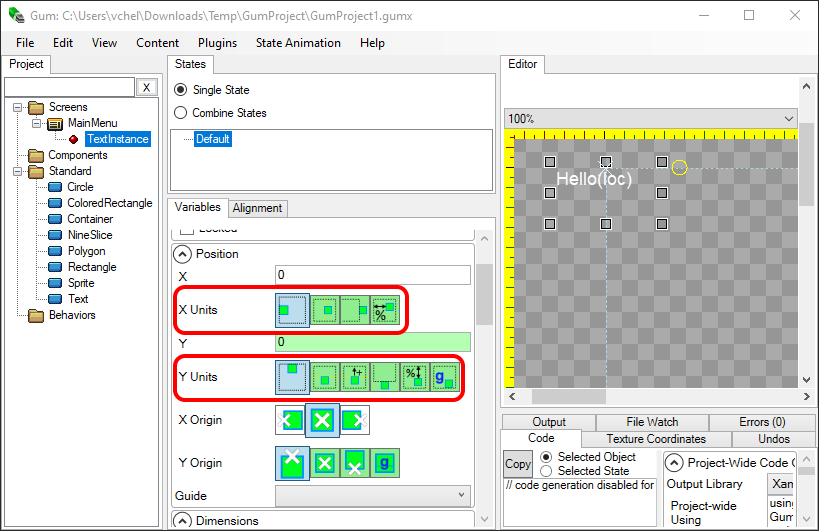 Gum: C:\Users\vchel\Downloads\Temp\GumProject\GumProject1.gumx
File Edit View Content Plugins State Animation Help
Project
X
Screens
MainMenu
TextInstance
Components
Standard
Circle
ColoredRectangle
Container
NineSlice
Polygon
Rectangle
Sprite
Text
Behaviors
States
Single State
Combine States
Default
Variables Alignment
Locked
Position
X 0
X Units %
Y 0
Y Units % g
X Origin
Y Origin g
Guide
Dimensions
Editor
100%
Hello(loc)
Output File Watch Errors (0)
Code Texture Coordinates Undos
Copy
Selected Object
Selected State
// code generation disabled for
Project-Wide Code
Output Library Xan
Project-wide
Using
using
Gum